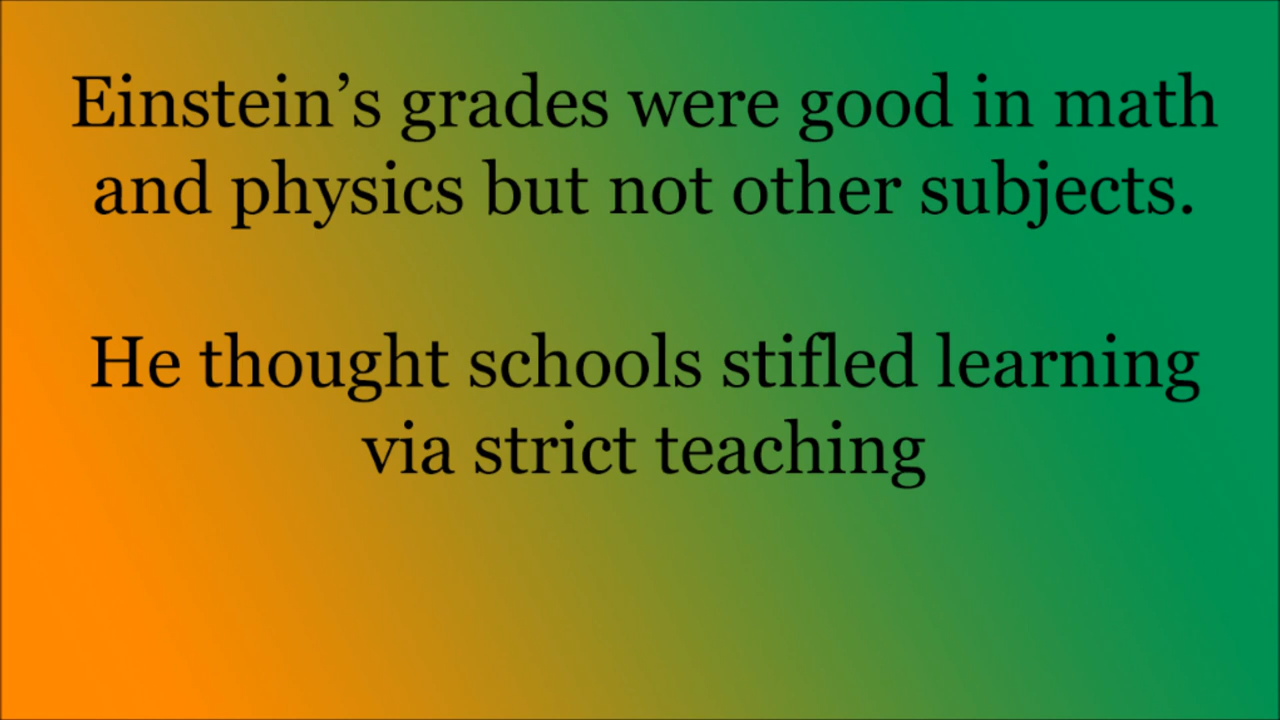 Einstein’s grades were good in math
and physics but not other subjects.
He thought schools stifled learning
via strict teaching